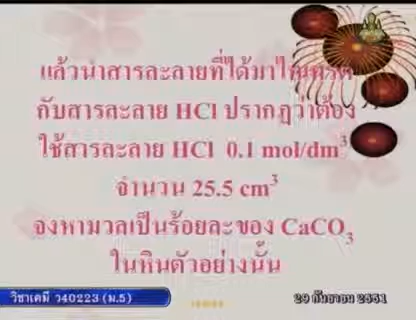 แล้วนำสารละลายที่ได้มาไทเทรต
กับสารละลาย HCl ปรากฏว่าต้อง
ใช้สารละลาย HCl 0.1 mol/dm³
จำนวน 25.5 cm³
จงหามวลเป็นร้อยละของ CaCO₃
ในหินตัวอย่างนั้น
วิชาเคมี ว40223 (ม.5)
29 กันยายน 2551